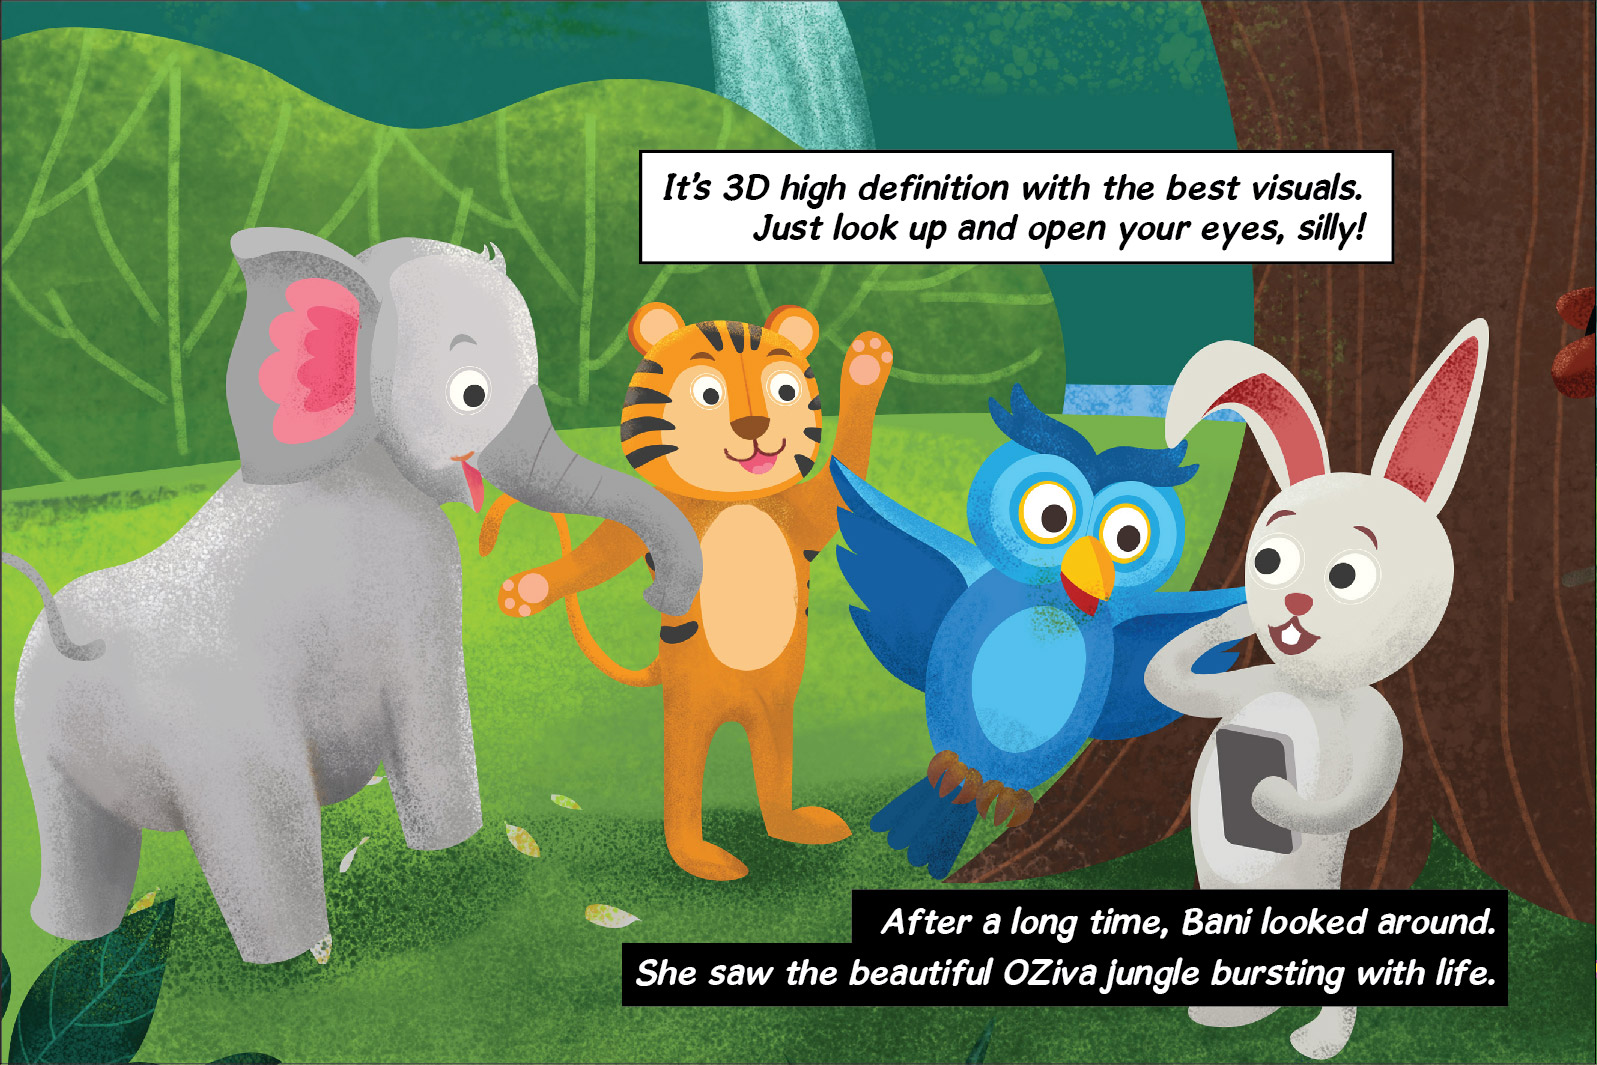 It's 3D high definition with the best visuals.
Just look up and open your eyes, silly!
After a long time, Bani looked around.
She saw the beautiful OZiva jungle bursting with life.